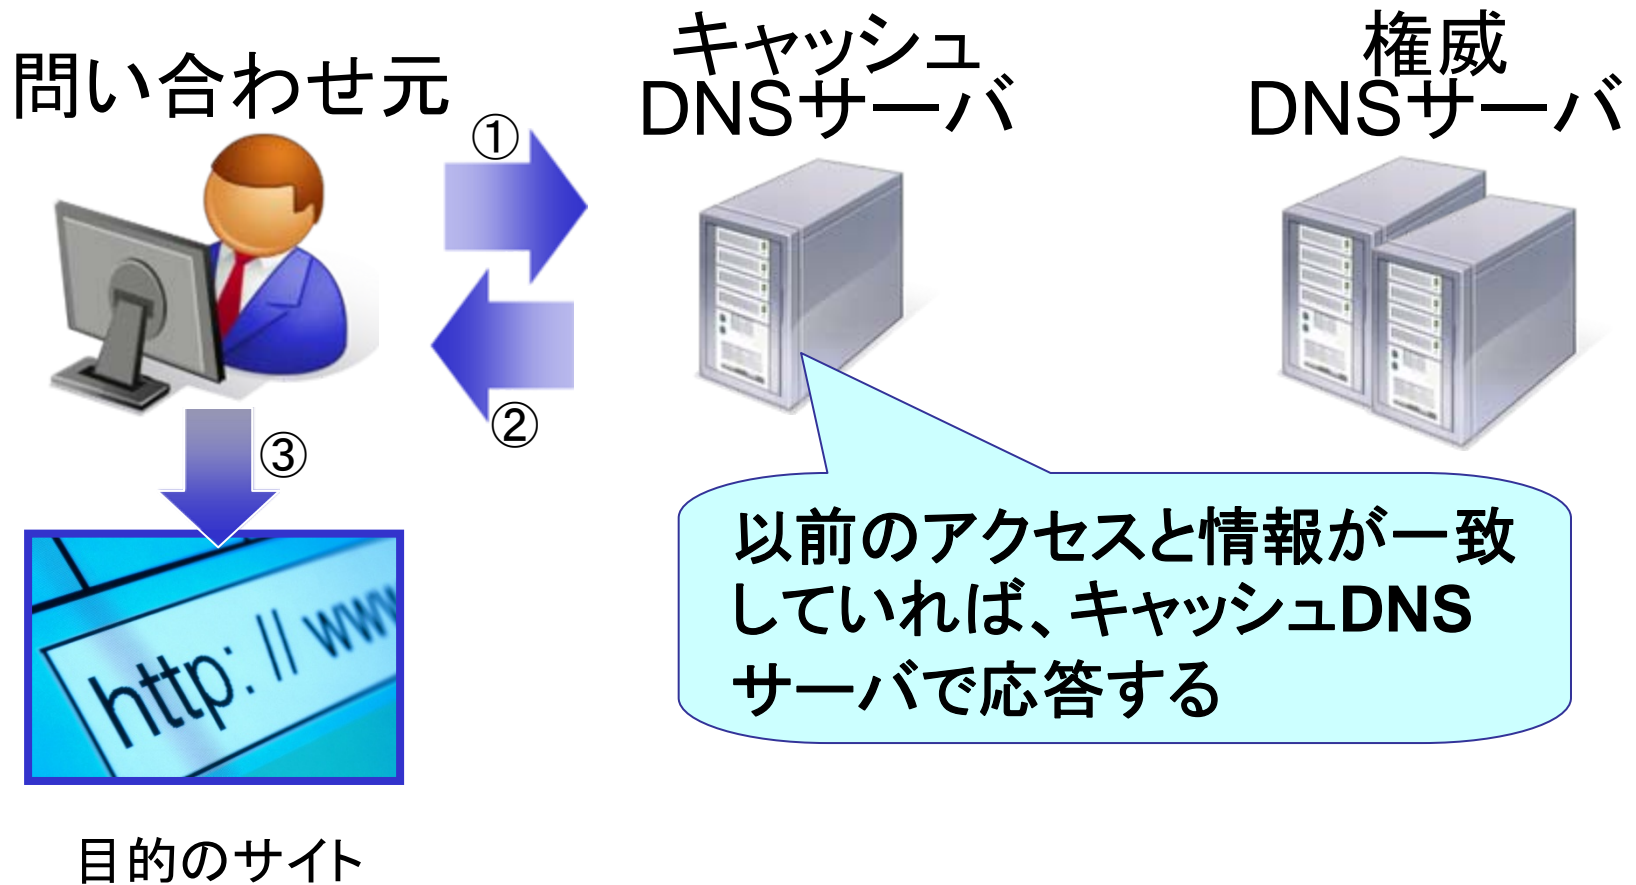 問い合わせ元
キャッシュ
DNSサーバ
権威
DNSサーバ
①
②
③
以前のアクセスと情報が一致
していれば、キャッシュDNS
サーバで応答する
http: // www
目的のサイト